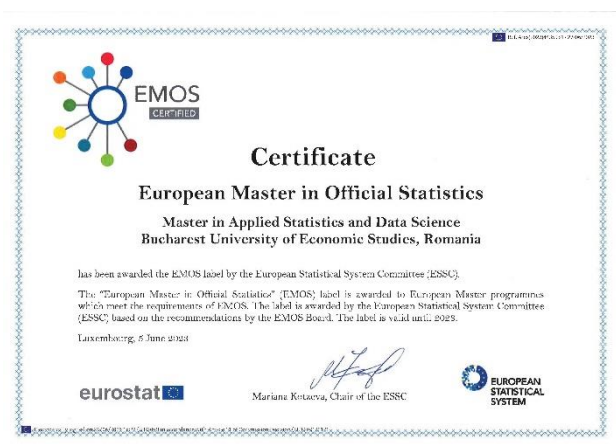 EMOS
CERTIFIED
Certificate
European Master in Official Statistics
Master in Applied Statistics and Data Science
Bucharest University of Economic Studies, Romania
has been awarded the EMOS label by the European Statistical System Committee (ESSC).
The "European Master in Official Statistics" (EMOS) label is awarded to European Master programmes
which meet the requirements of EMOS. The label is awarded by the European Statistical System Committee
(ESSC) based on the recommendations by the EMOS Board. The label is valid until
Luxembourg, 5 June 2023
eurostat
Mariana Kotzeva, Chair of the ESSC
EUROPEAN
STATISTICAL
SYSTEM